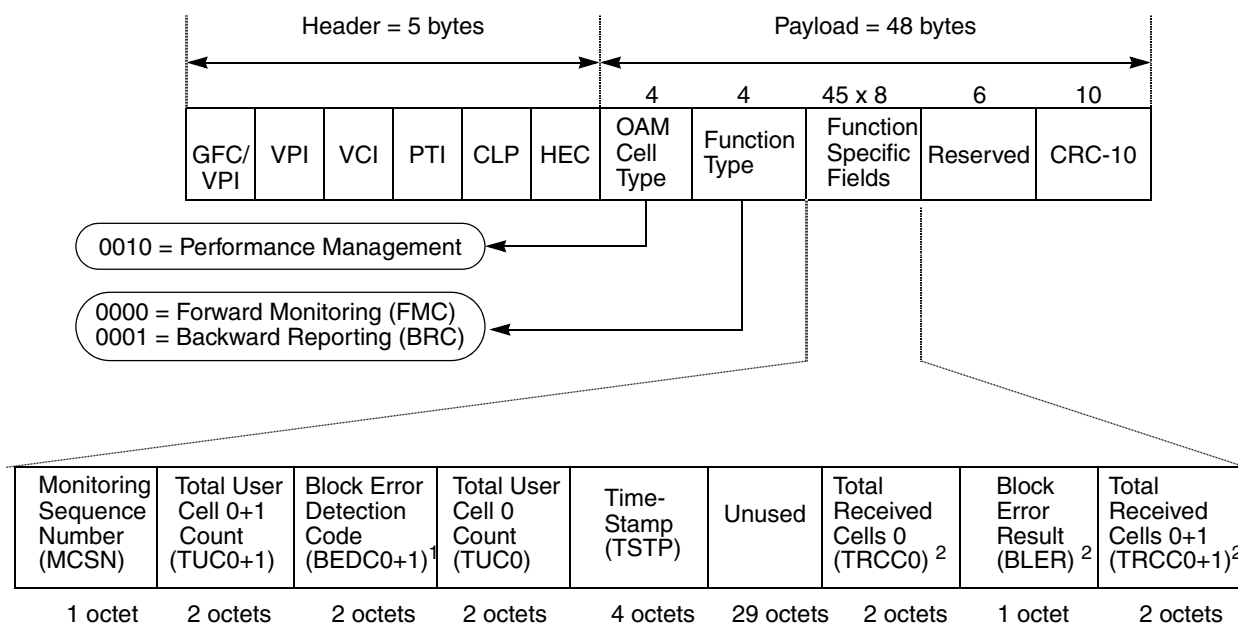 Header = 5 bytes
Payload = 48 bytes
4
4
45 x 8
6
10
GFC/
VPI
VPI
VCI
PTI
CLP
HEC
OAM
Cell
Type
Function
Type
Function
Specific
Fields
Reserved
CRC-10
0010 = Performance Management
0000 = Forward Monitoring (FMC)
0001 = Backward Reporting (BRC)
Monitoring
Sequence
Number
(MCSN)
Total User
Cell 0+1
Count
(TUC0+1)
Block Error
Detection
Code
(BEDC0+1)1
Total User
Cell 0
Count
(TUC0)
Time-
Stamp
(TSTP)
Unused
Total
Received
Cells 0
(TRCC0) 2
Block
Error
Result
(BLER) 2
Total
Received
Cells 0+1
(TRCC0+1)2
1 octet
2 octets
2 octets
2 octets
4 octets
29 octets
2 octets
1 octet
2 octets